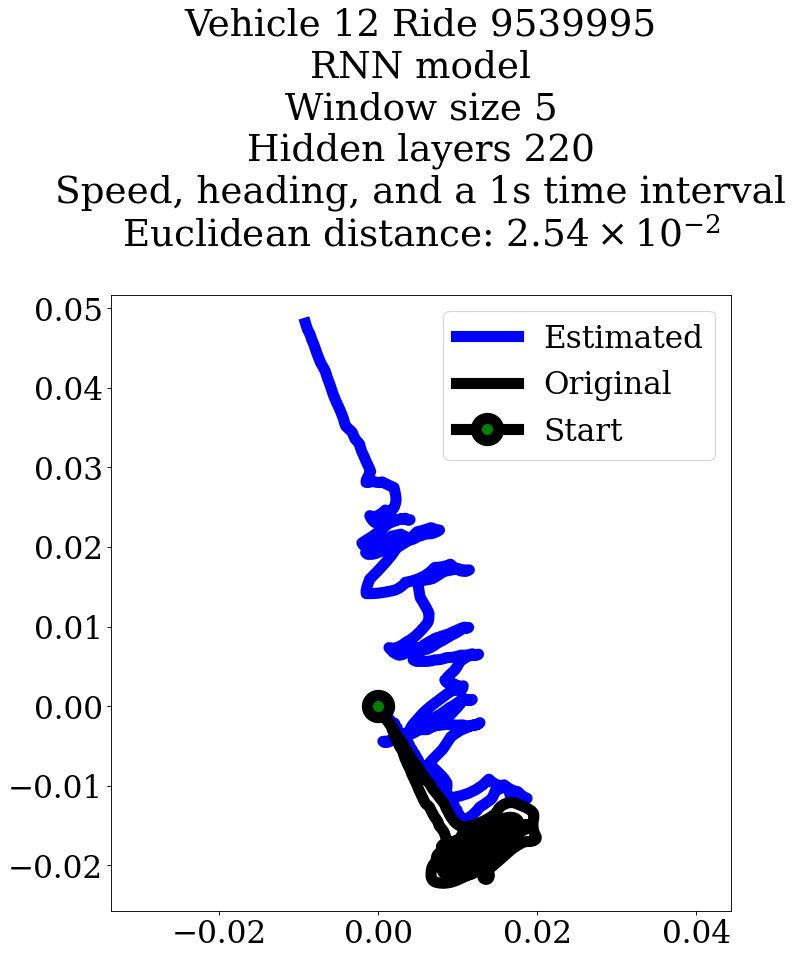 Vehicle 12 Ride 9539995
RNN model
Window size 5
Hidden layers 220
Speed, heading, and a 1s time interval
Euclidean distance: 2.54 × 10⁻²
Estimated
Original
Start
0.05
0.04
0.03
0.02
0.01
0.00
−0.01
−0.02
−0.02 0.00 0.02 0.04